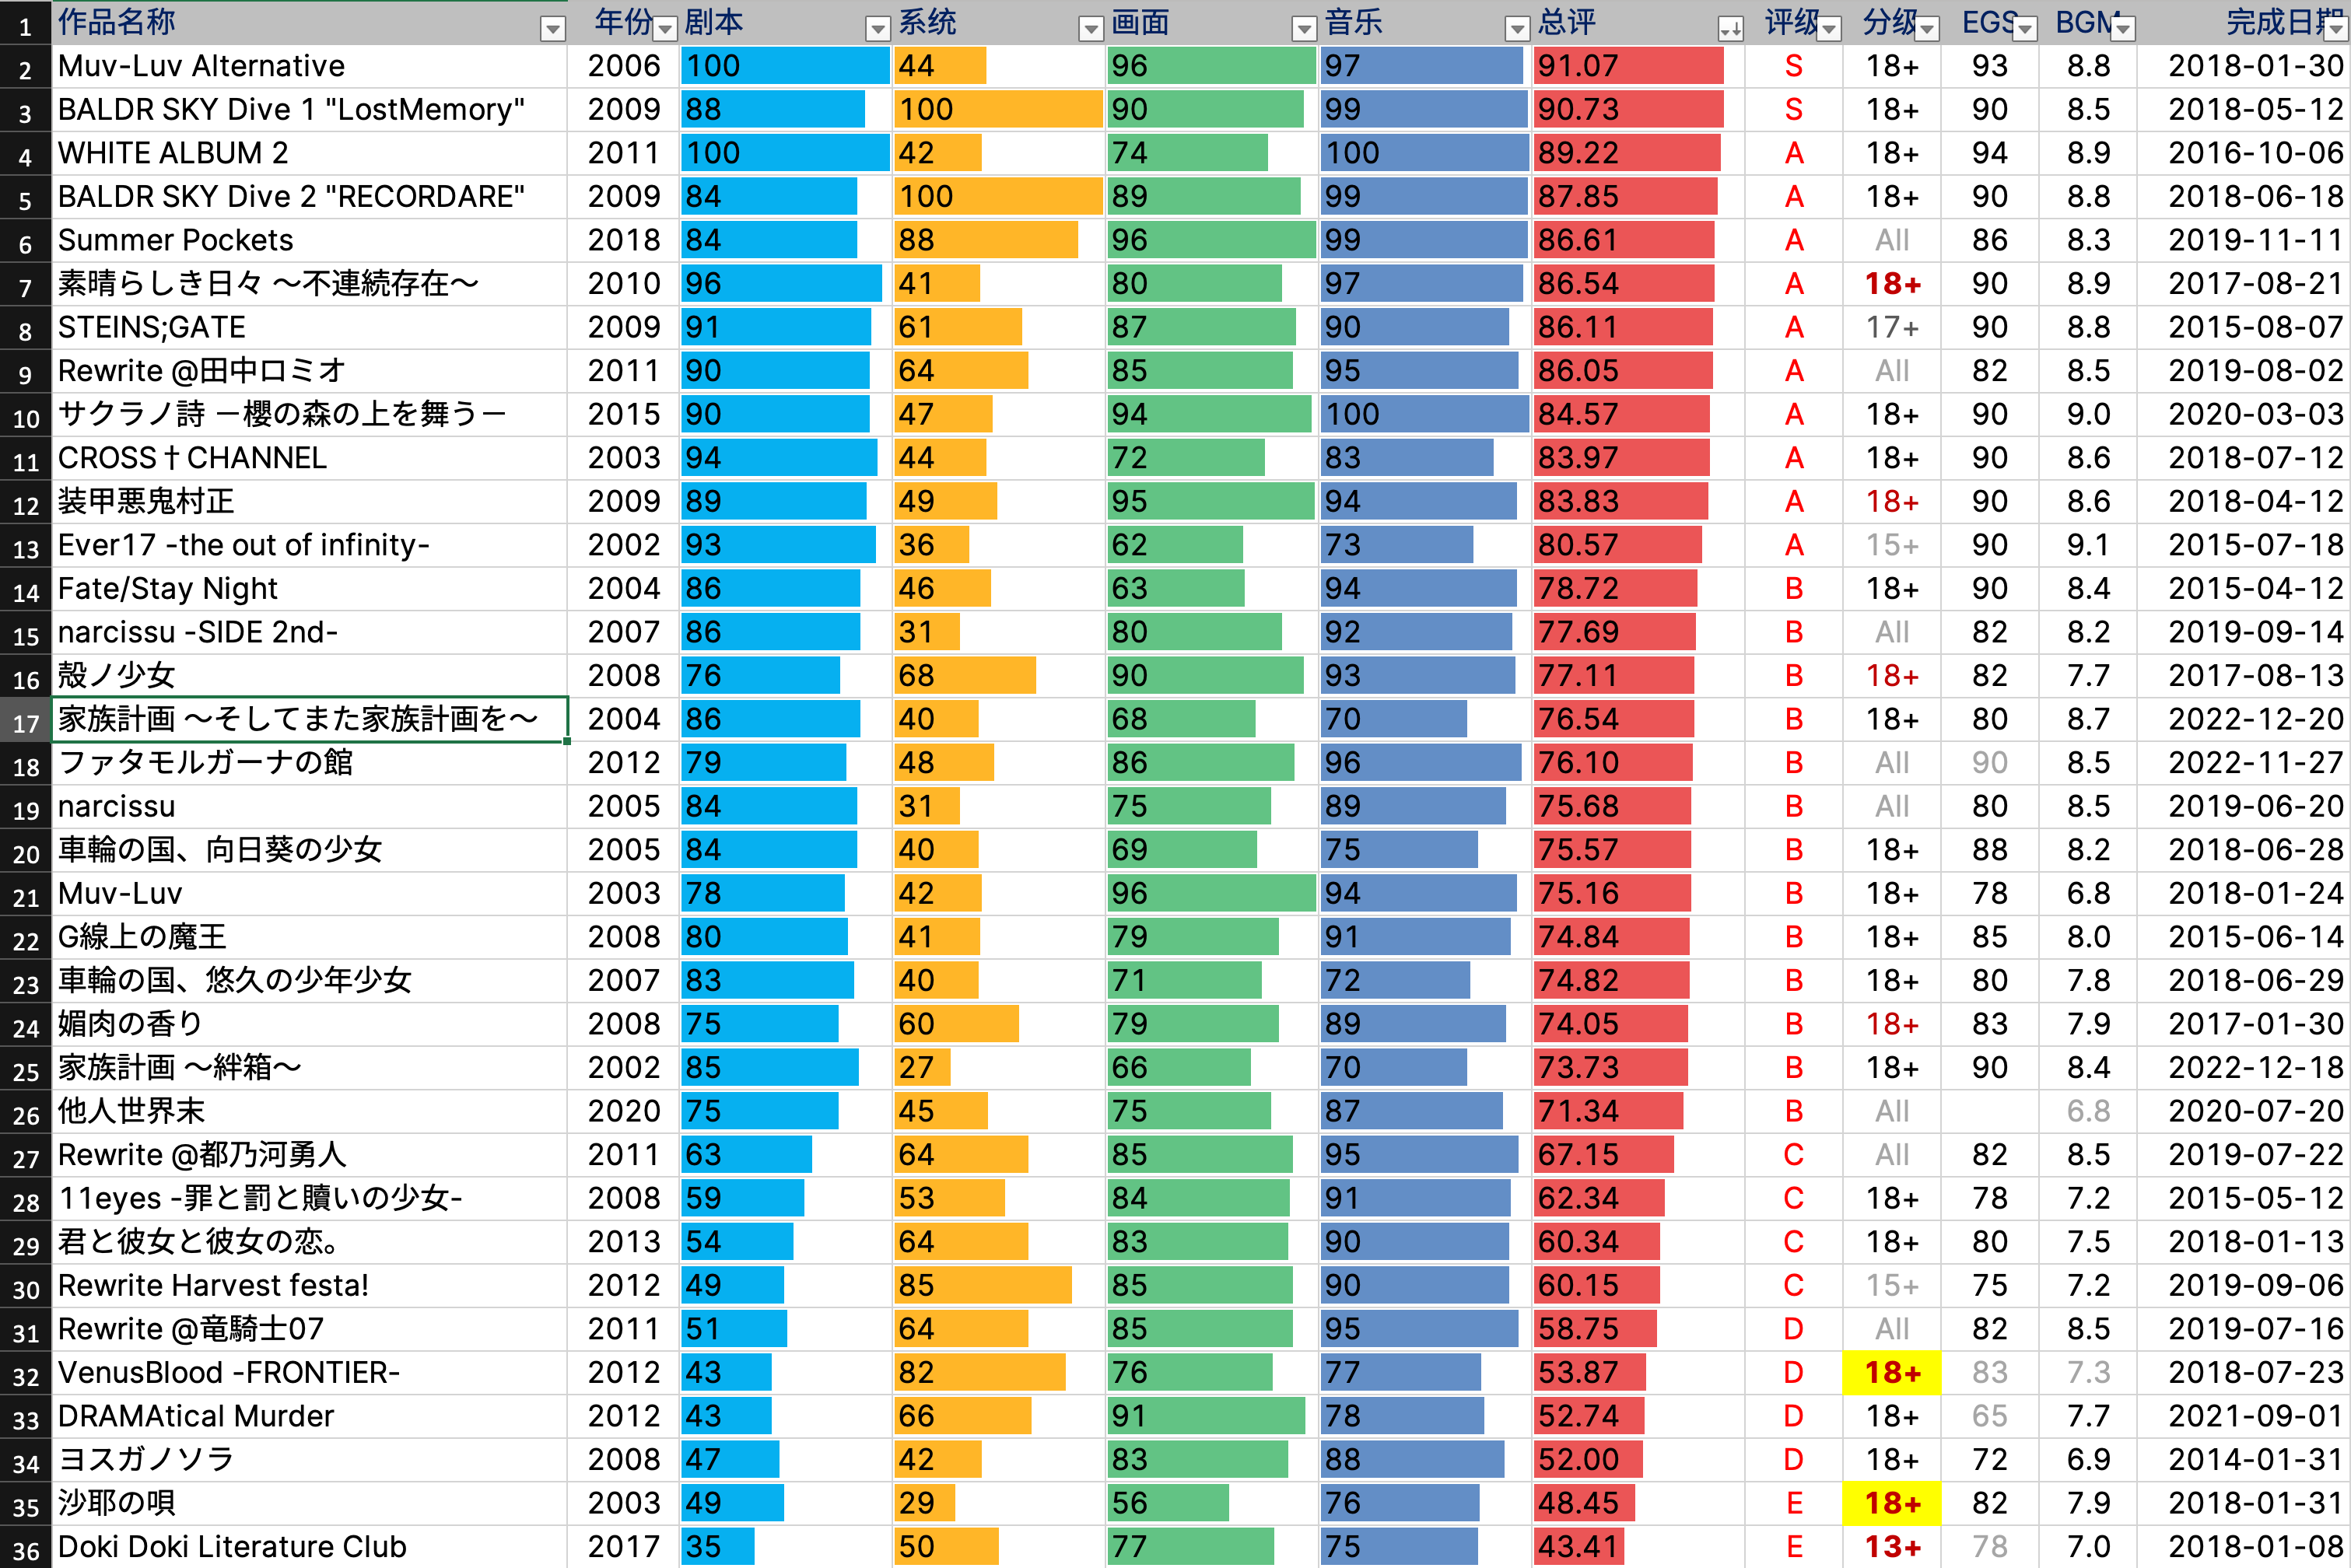 1 作品名称 年份 剧本 系统 画面 音乐 总评 评级 分级 EGS BGM 完成日期
2 Muv-Luv Alternative 2006 100 44 96 97 91.07 S 18+ 93 8.8 2018-01-30
3 BALDR SKY Dive 1 "LostMemory" 2009 88 100 90 99 90.73 S 18+ 90 8.5 2018-05-12
4 WHITE ALBUM 2 2011 100 42 74 100 89.22 A 18+ 94 8.9 2016-10-06
5 BALDR SKY Dive 2 "RECORDARE" 2009 84 100 89 99 87.85 A 18+ 90 8.8 2018-06-18
6 Summer Pockets 2018 84 88 96 99 86.61 A All 86 8.3 2019-11-11
7 素晴らしき日々 〜不連続存在〜 2010 96 41 80 97 86.54 A 18+ 90 8.9 2017-08-21
8 STEINS;GATE 2009 91 61 87 90 86.11 A 17+ 90 8.8 2015-08-07
9 Rewrite @田中ロミオ 2011 90 64 85 95 86.05 A All 82 8.5 2019-08-02
10 サクラノ詩 －櫻の森の上を舞う－ 2015 90 47 94 100 84.57 A 18+ 90 9.0 2020-03-03
11 CROSS†CHANNEL 2003 94 44 72 83 83.97 A 18+ 90 8.6 2018-07-12
12 装甲悪鬼村正 2009 89 49 95 94 83.83 A 18+ 90 8.6 2018-04-12
13 Ever17 -the out of infinity- 2002 93 36 62 73 80.57 A 15+ 90 9.1 2015-07-18
14 Fate/Stay Night 2004 86 46 63 94 78.72 B 18+ 90 8.4 2015-04-12
15 narcissu -SIDE 2nd- 2007 86 31 80 92 77.69 B All 82 8.2 2019-09-14
16 殻ノ少女 2008 76 68 90 93 77.11 B 18+ 82 7.7 2017-08-13
17 家族計画 〜そしてまた家族計画を〜 2004 86 40 68 70 76.54 B 18+ 80 8.7 2022-12-20
18 ファタモルガーナの館 2012 79 48 86 96 76.10 B All 90 8.5 2022-11-27
19 narcissu 2005 84 31 75 89 75.68 B All 80 8.5 2019-06-20
20 車輪の国、向日葵の少女 2005 84 40 69 75 75.57 B 18+ 88 8.2 2018-06-28
21 Muv-Luv 2003 78 42 96 94 75.16 B 18+ 78 6.8 2018-01-24
22 G線上の魔王 2008 80 41 79 91 74.84 B 18+ 85 8.0 2015-06-14
23 車輪の国、悠久の少年少女 2007 83 40 71 72 74.82 B 18+ 80 7.8 2018-06-29
24 媚肉の香り 2008 75 60 79 89 74.05 B 18+ 83 7.9 2017-01-30
25 家族計画 〜絆箱〜 2002 85 27 66 70 73.73 B 18+ 90 8.4 2022-12-18
26 他人世界末 2020 75 45 75 87 71.34 B All 6.8 2020-07-20
27 Rewrite @都乃河勇人 2011 63 64 85 95 67.15 C All 82 8.5 2019-07-22
28 11eyes -罪と罰と贖いの少女- 2008 59 53 84 91 62.34 C 18+ 78 7.2 2015-05-12
29 君と彼女と彼女の恋。 2013 54 64 83 90 60.34 C 18+ 80 7.5 2018-01-13
30 Rewrite Harvest festa! 2012 49 85 85 90 60.15 C 15+ 75 7.2 2019-09-06
31 Rewrite @竜騎士07 2011 51 64 85 95 58.75 D All 82 8.5 2019-07-16
32 VenusBlood -FRONTIER- 2012 43 82 76 77 53.87 D 18+ 83 7.3 2018-07-23
33 DRAMAtical Murder 2012 43 66 91 78 52.74 D 18+ 65 7.7 2021-09-01
34 ヨスガノソラ 2008 47 42 83 88 52.00 D 18+ 72 6.9 2014-01-31
35 沙耶の唄 2003 49 29 56 76 48.45 E 18+ 82 7.9 2018-01-31
36 Doki Doki Literature Club 2017 35 50 77 75 43.41 E 13+ 78 7.0 2018-01-08